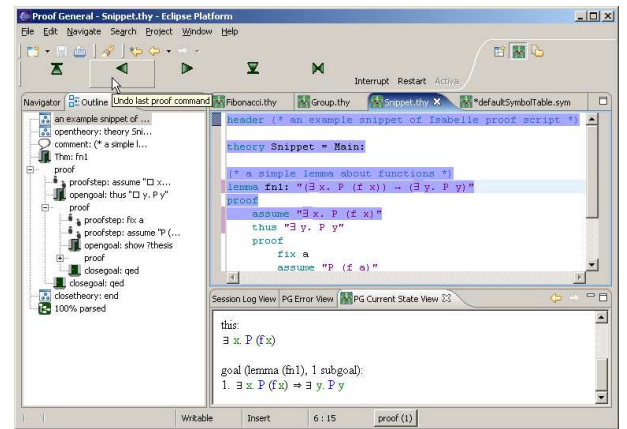 Proof General - Snippet.thy - Eclipse Platform
File Edit Navigate Search Project Window Help
Interrupt Restart Activa
Navigator Outline
Undo last proof command
Fibonacci.thy Group.thy Snippet.thy *defaultSymbolTable.sym
an example snippet of ...
opentheory: theory Sni...
comment: (* a simple l...
Thm: fn1
proof
proofstep: assume "□ x...
opengoal: thus "□ y. P y"
proof
proofstep: fix a
proofstep: assume "P (...
opengoal: show ?thesis
proof
closegoal: qed
closegoal: qed
closetheory: end
100% parsed
header (* an example snippet of Isabelle proof script *)
theory Snippet = Main:
(* a simple lemma about functions *)
lemma fn1: "(∃ x. P (f x)) → (∃ y. P y)"
proof
assume "∃ x. P (f x)"
thus "∃ y. P y"
proof
fix a
assume "P (f a)"
Session Log View PG Error View PG Current State View
this:
∃ x. P (f x)
goal (lemma (fn1), 1 subgoal):
1. ∃ x. P (f x) ⇒ ∃ y. P y
Writable Insert 6 : 15 proof (1)